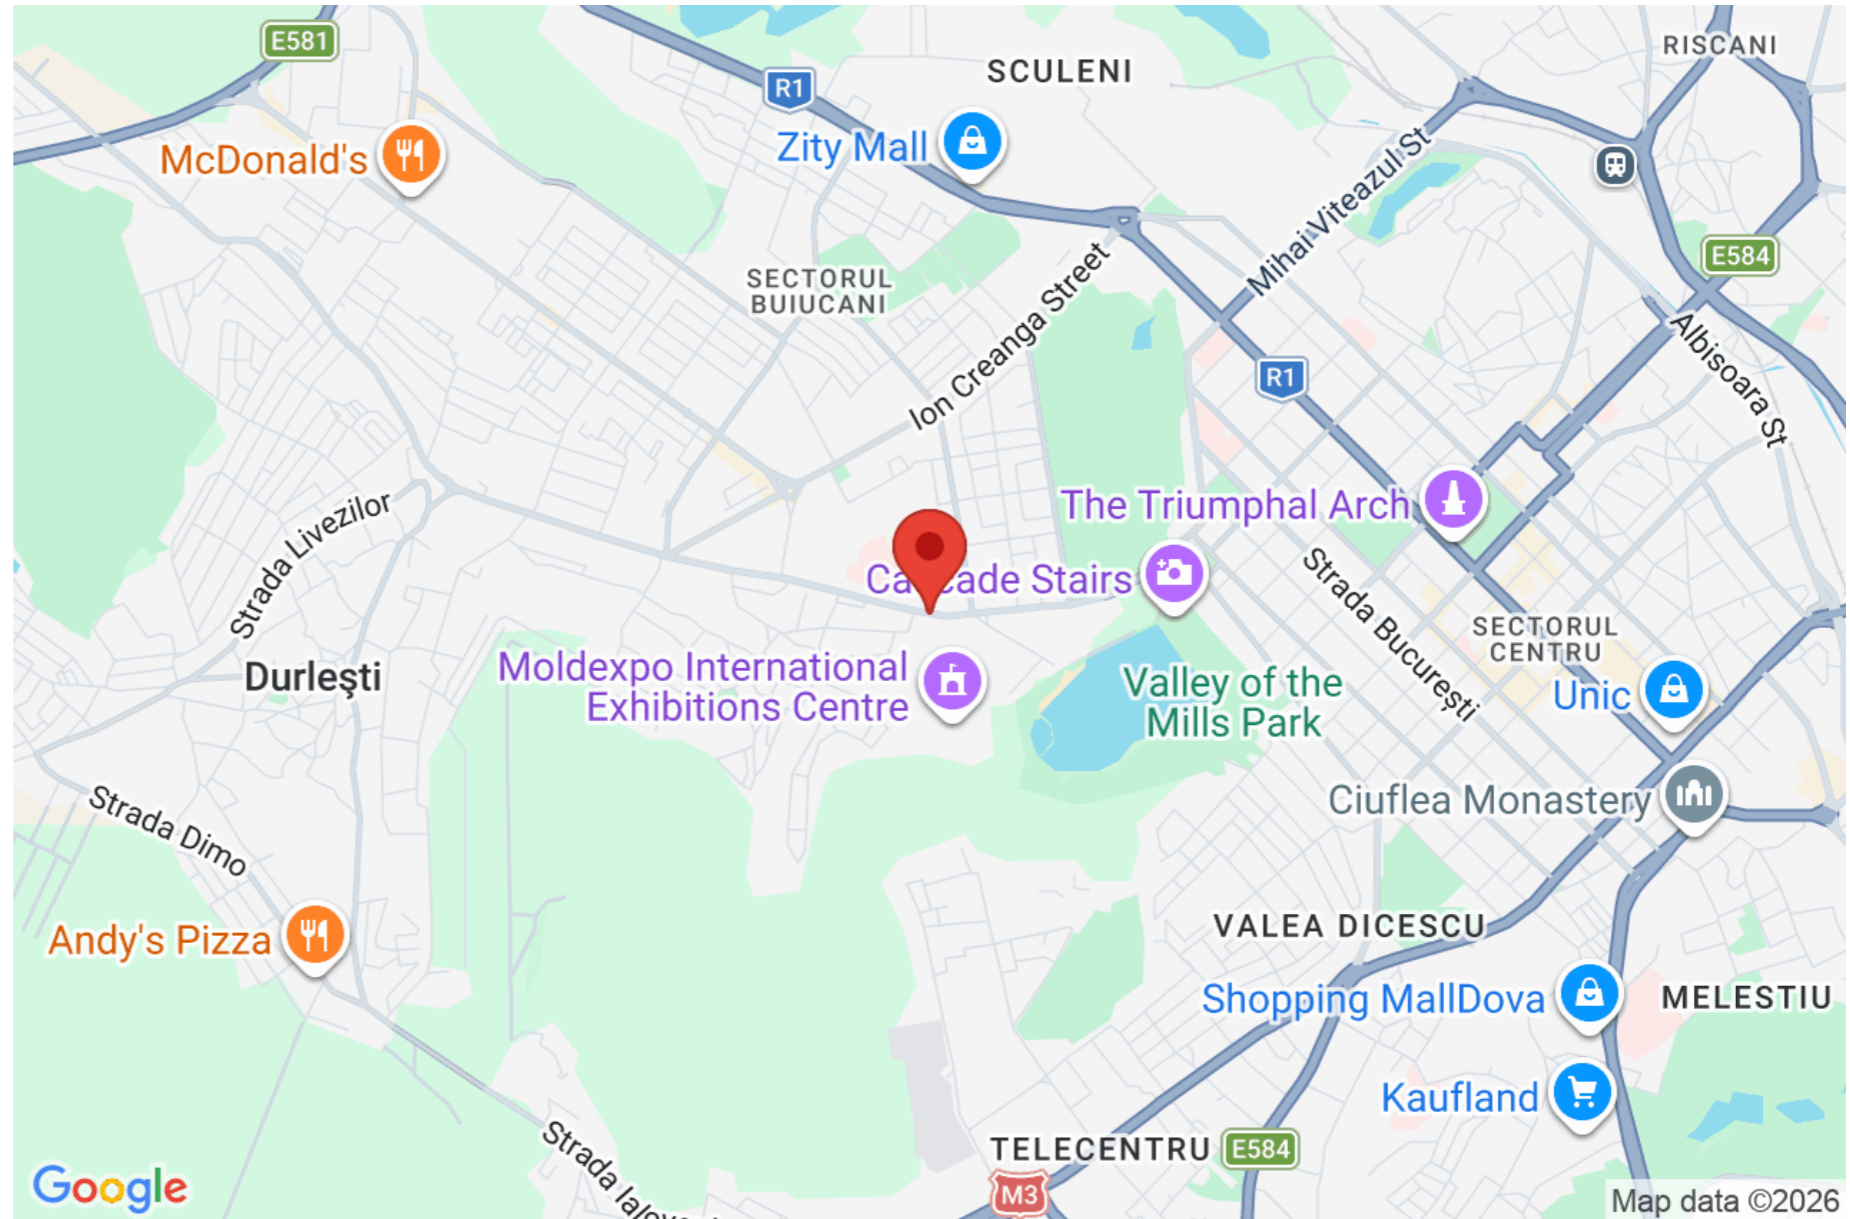 E581
SCULENI
RISCANI
R1
Zity Mall
McDonald's
Mihai Viteazul St
E584
SECTORUL
BUIUCANI
Ion Creanga Street
Albisoara St
R1
The Triumphal Arch
Strada Livezilor
Cascade Stairs
Strada București
SECTORUL
CENTRU
Durleşti
Moldexpo International
Exhibitions Centre
Valley of the
Mills Park
Unic
Strada Dimo
Ciuflea Monastery
Andy's Pizza
VALEA DICESCU
Shopping MallDova
MELESTIU
Kaufland
TELECENTRU
E584
Strada
M3
Google
Map data ©2026